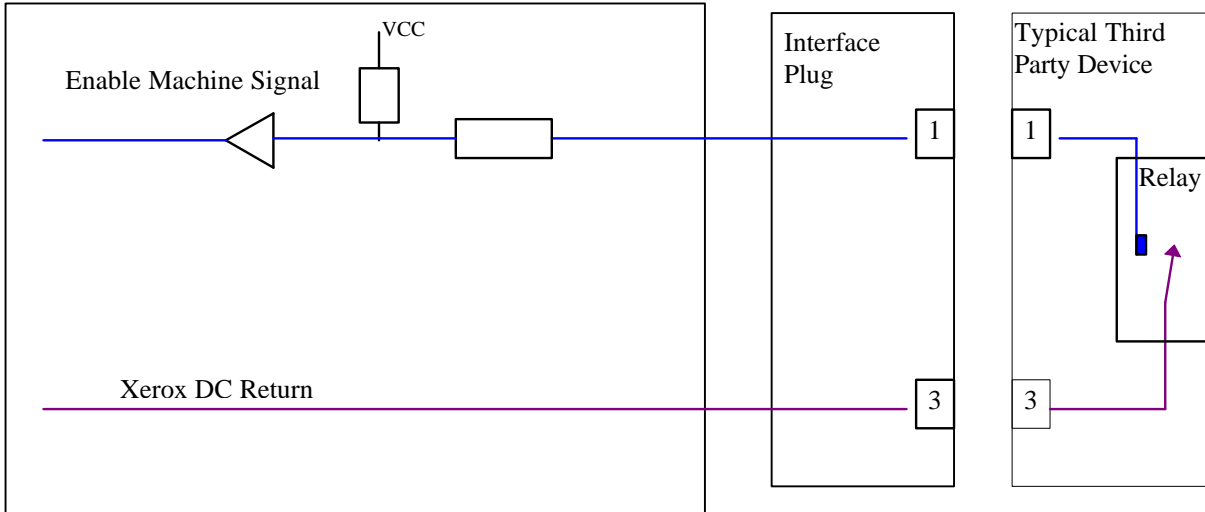 VCC
Enable Machine Signal
Interface
Plug
Typical Third
Party Device
1
1
Relay
Xerox DC Return
3
3